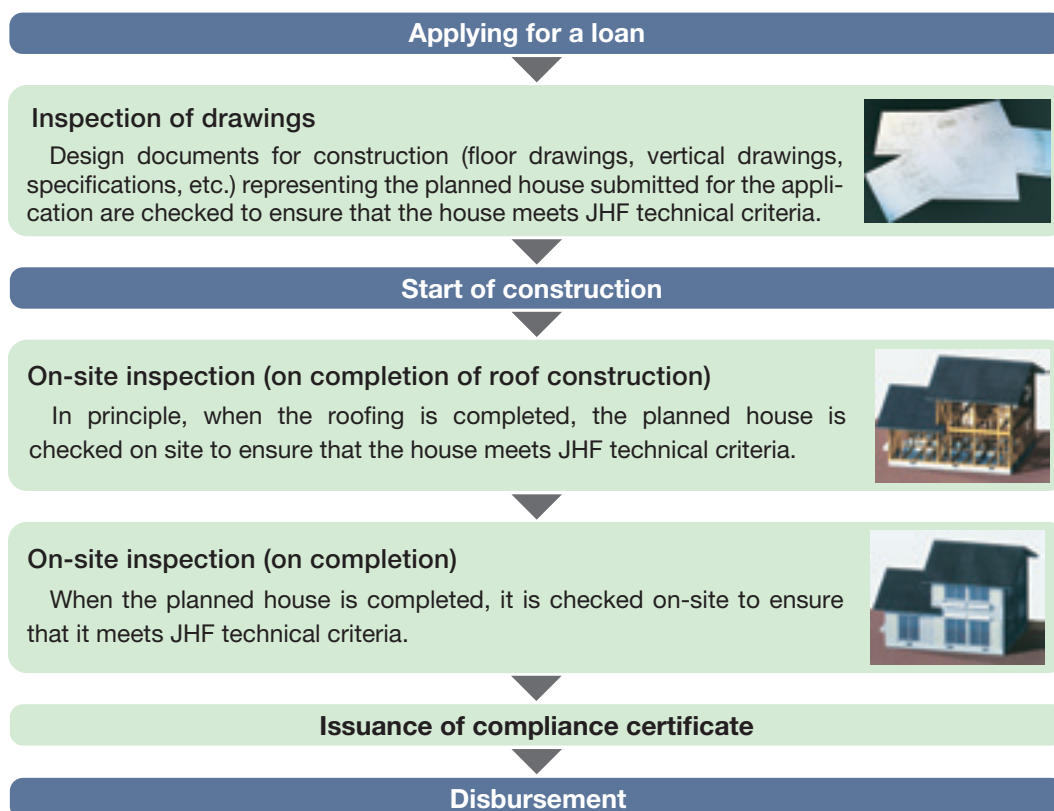 Applying for a loan
Inspection of drawings
Design documents for construction (floor drawings, vertical drawings,
specifications, etc.) representing the planned house submitted for the appli-
cation are checked to ensure that the house meets JHF technical criteria.
Start of construction
On-site inspection (on completion of roof construction)
In principle, when the roofing is completed, the planned house is
checked on site to ensure that the house meets JHF technical criteria.
On-site inspection (on completion)
When the planned house is completed, it is checked on-site to ensure
that it meets JHF technical criteria.
Issuance of compliance certificate
Disbursement